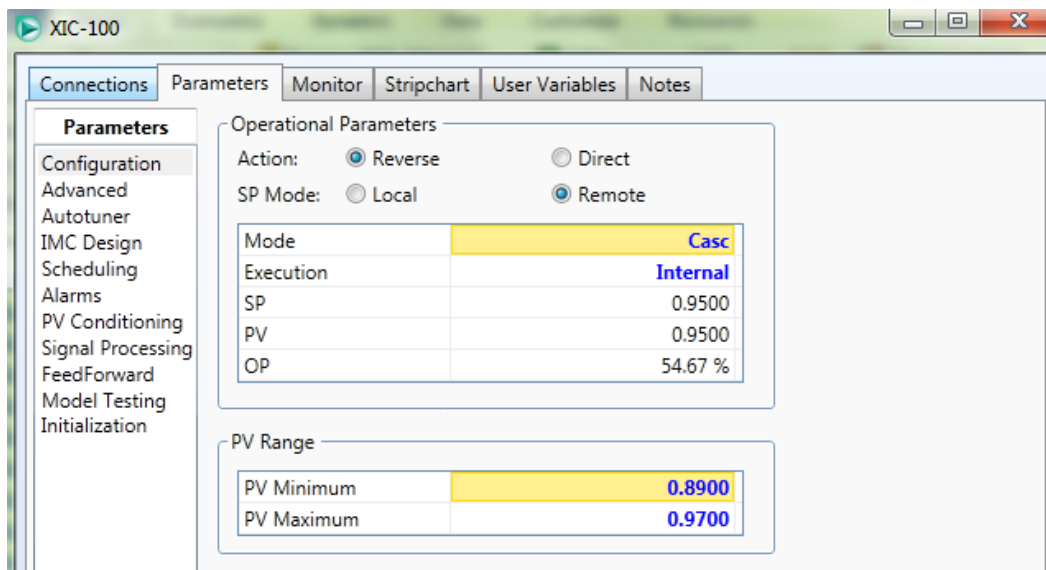 XIC-100
Connections Parameters Monitor Stripchart User Variables Notes
Parameters
Configuration
Advanced
Autotuner
IMC Design
Scheduling
Alarms
PV Conditioning
Signal Processing
FeedForward
Model Testing
Initialization
Operational Parameters
Action: Reverse Direct
SP Mode: Local Remote
Mode Casc
Execution Internal
SP 0.9500
PV 0.9500
OP 54.67 %
PV Range
PV Minimum 0.8900
PV Maximum 0.9700